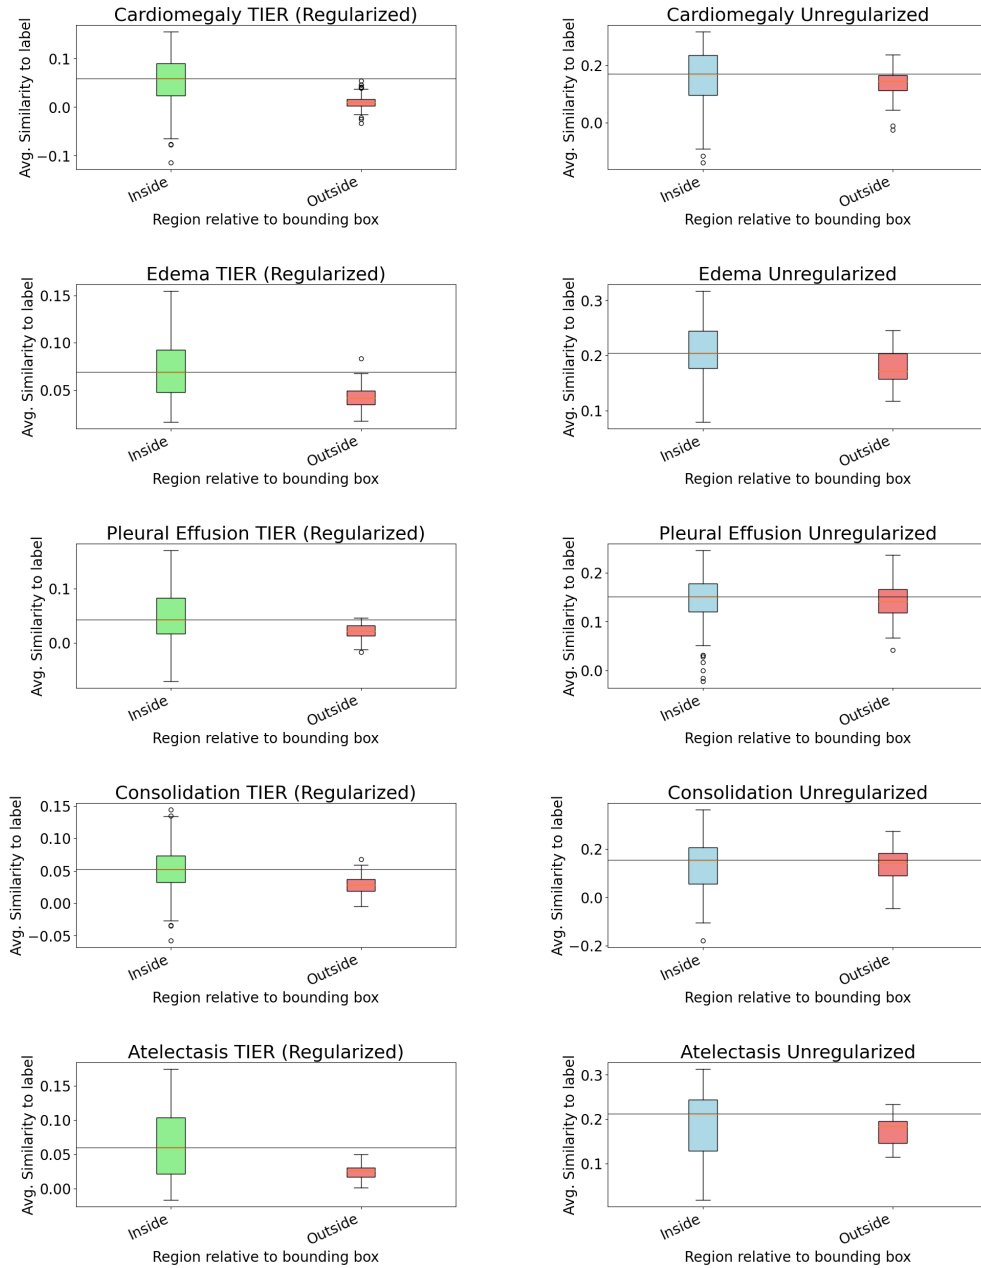 Cardiomegaly TIER (Regularized)
Avg. Similarity to label
0.1
0.0
−0.1
Inside
Outside
Region relative to bounding box
Cardiomegaly Unregularized
Avg. Similarity to label
0.2
0.0
Inside
Outside
Region relative to bounding box
Edema TIER (Regularized)
Avg. Similarity to label
0.15
0.10
0.05
Inside
Outside
Region relative to bounding box
Edema Unregularized
Avg. Similarity to label
0.3
0.2
0.1
Inside
Outside
Region relative to bounding box
Pleural Effusion TIER (Regularized)
Avg. Similarity to label
0.1
0.0
Inside
Outside
Region relative to bounding box
Pleural Effusion Unregularized
Avg. Similarity to label
0.2
0.1
0.0
Inside
Outside
Region relative to bounding box
Consolidation TIER (Regularized)
Avg. Similarity to label
0.15
0.10
0.05
0.00
−0.05
Inside
Outside
Region relative to bounding box
Consolidation Unregularized
Avg. Similarity to label
0.2
0.0
−0.2
Inside
Outside
Region relative to bounding box
Atelectasis TIER (Regularized)
Avg. Similarity to label
0.15
0.10
0.05
0.00
Inside
Outside
Region relative to bounding box
Atelectasis Unregularized
Avg. Similarity to label
0.3
0.2
0.1
Inside
Outside
Region relative to bounding box